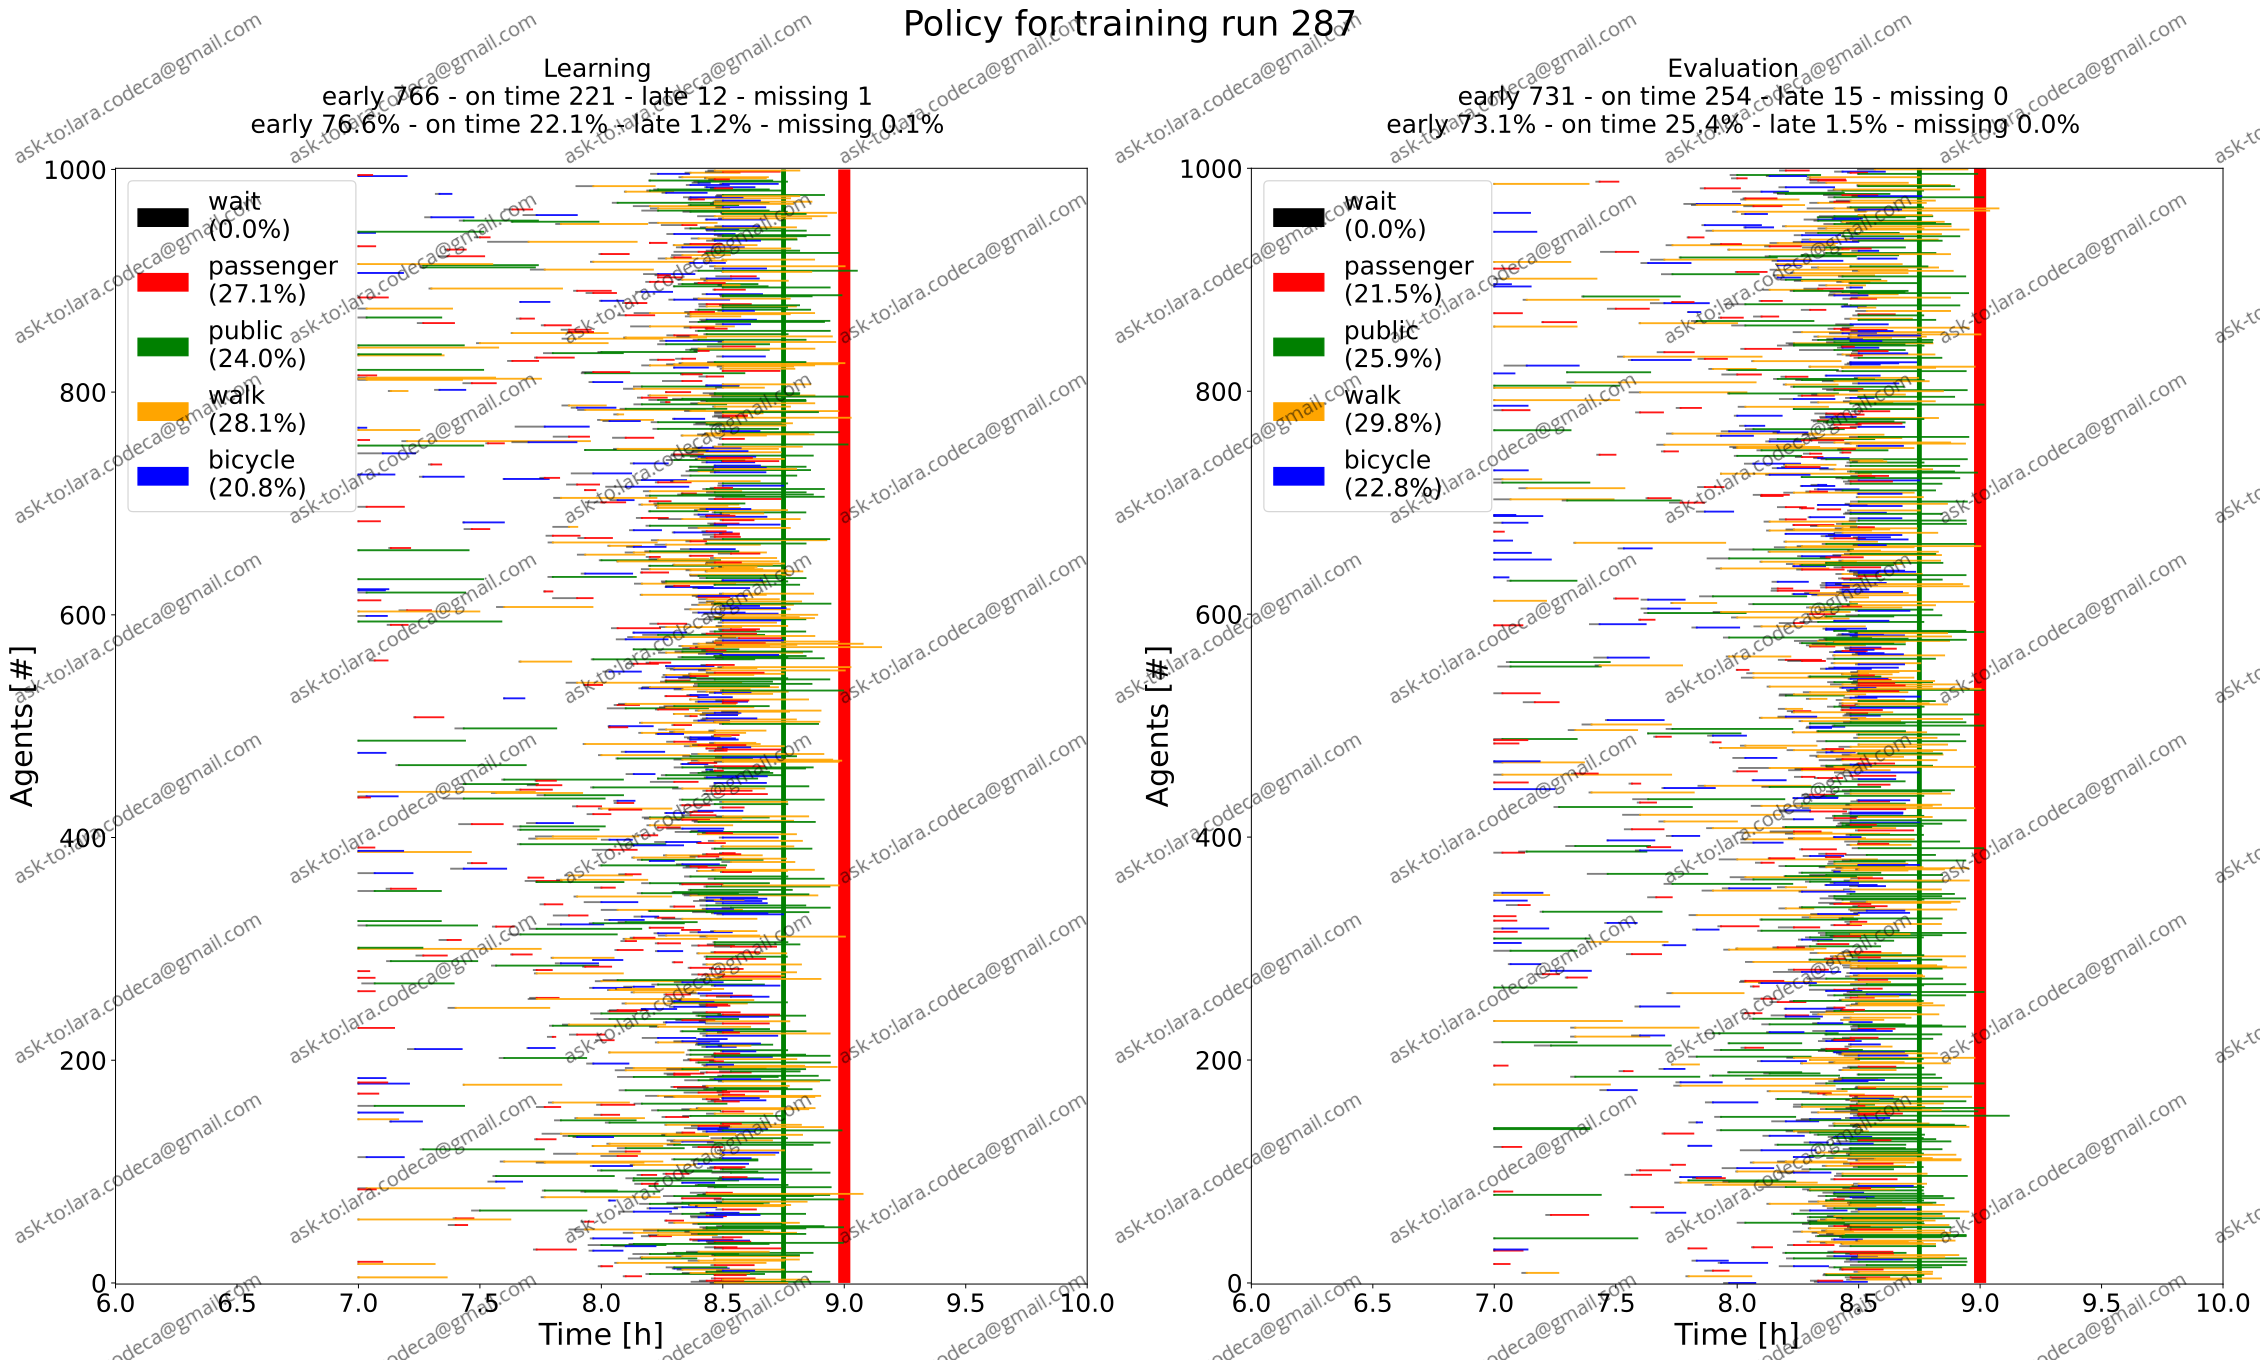 Policy for training run 287
Learning
early 766 - on time 221 - late 12 - missing 1
early 76.6% - on time 22.1% - late 1.2% - missing 0.1%
1000
800
600
400
200
0
Agents [#]
wait
(0.0%)
passenger
(27.1%)
public
(24.0%)
walk
(28.1%)
bicycle
(20.8%)
6.0 6.5 7.0 7.5 8.0 8.5 9.0 9.5 10.0
Time [h]
Evaluation
early 731 - on time 254 - late 15 - missing 0
early 73.1% - on time 25.4% - late 1.5% - missing 0.0%
1000
800
600
400
200
0
Agents [#]
wait
(0.0%)
passenger
(21.5%)
public
(25.9%)
walk
(29.8%)
bicycle
(22.8%)
6.0 6.5 7.0 7.5 8.0 8.5 9.0 9.5 10.0
Time [h]
ask-to:lara.codeca@gmail.com